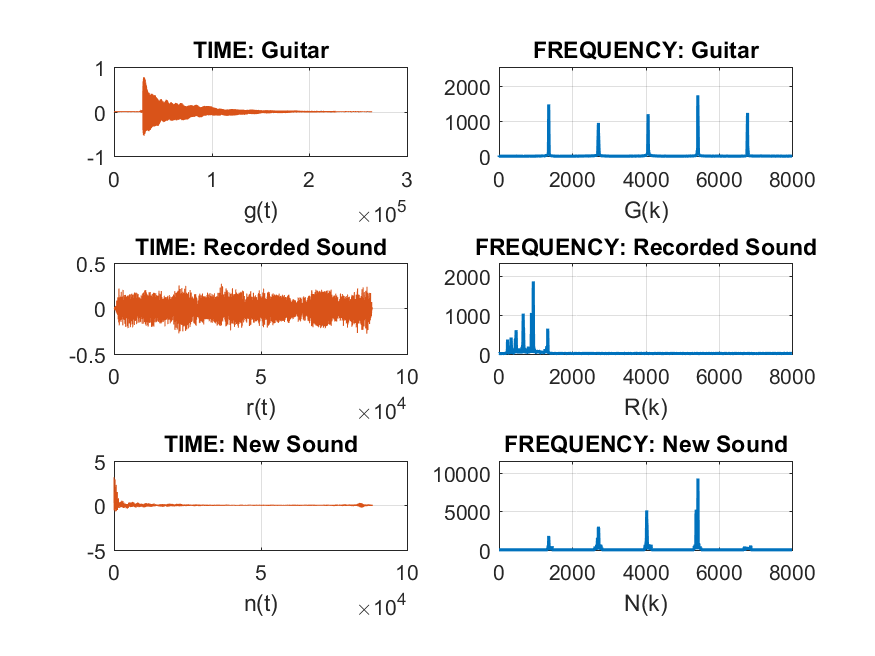 TIME: Guitar
1
0
-1
0 1 2 3
×10^5
g(t)
FREQUENCY: Guitar
2000
1000
0
0 2000 4000 6000 8000
G(k)
TIME: Recorded Sound
0.5
0
-0.5
0 5 10
×10^4
r(t)
FREQUENCY: Recorded Sound
2000
1000
0
0 2000 4000 6000 8000
R(k)
TIME: New Sound
5
0
-5
0 5 10
×10^4
n(t)
FREQUENCY: New Sound
10000
5000
0
0 2000 4000 6000 8000
N(k)